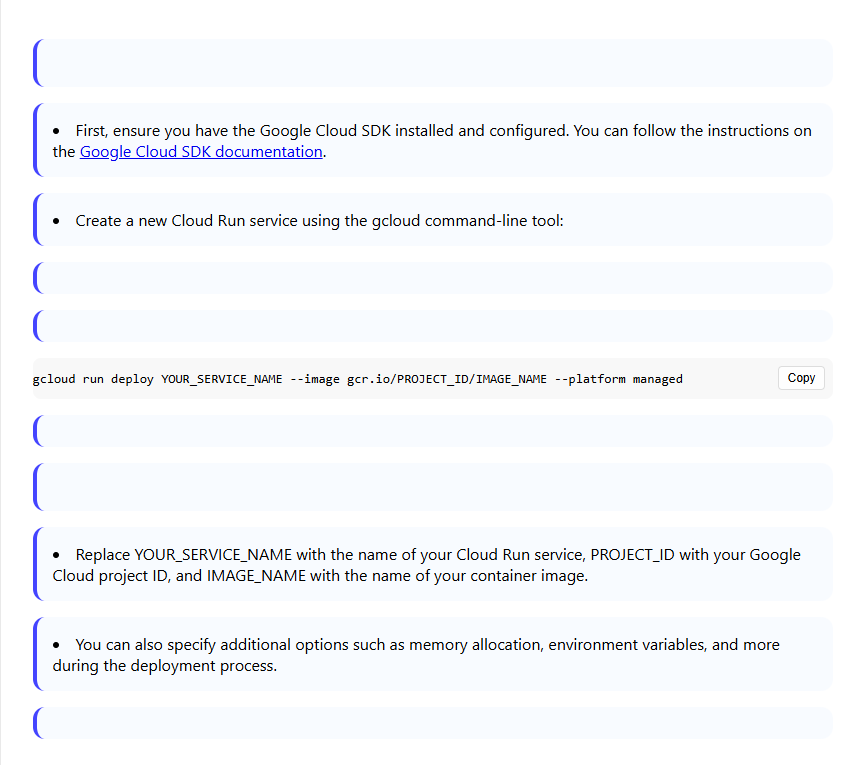 • First, ensure you have the Google Cloud SDK installed and configured. You can follow the instructions on
the Google Cloud SDK documentation.
• Create a new Cloud Run service using the gcloud command-line tool:
gcloud run deploy YOUR_SERVICE_NAME --image gcr.io/PROJECT_ID/IMAGE_NAME --platform managed
Copy
• Replace YOUR_SERVICE_NAME with the name of your Cloud Run service, PROJECT_ID with your Google
Cloud project ID, and IMAGE_NAME with the name of your container image.
• You can also specify additional options such as memory allocation, environment variables, and more
during the deployment process.